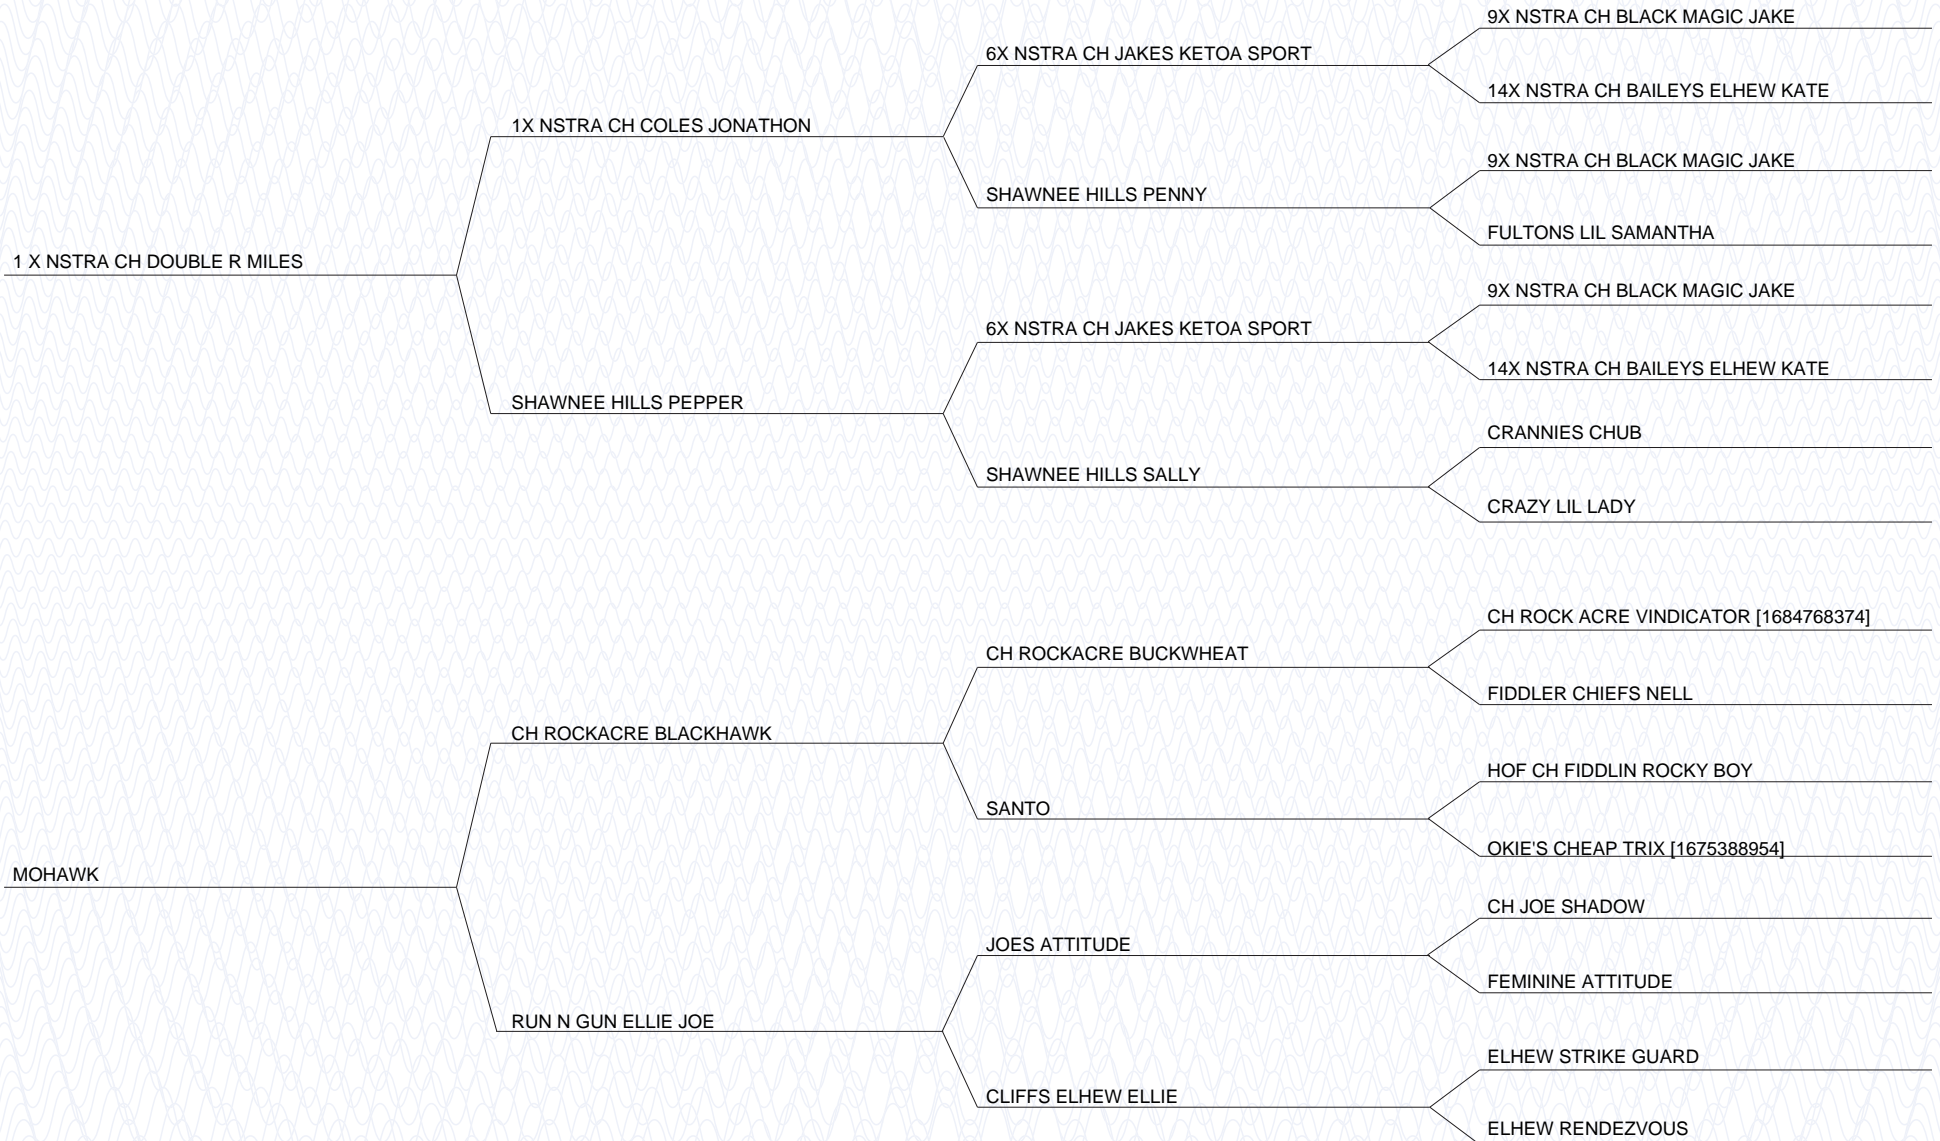 9X NSTRA CH BLACK MAGIC JAKE
6X NSTRA CH JAKES KETOA SPORT
14X NSTRA CH BAILEYS ELHEW KATE
1X NSTRA CH COLES JONATHON
9X NSTRA CH BLACK MAGIC JAKE
SHAWNEE HILLS PENNY
FULTONS LIL SAMANTHA
1 X NSTRA CH DOUBLE R MILES
9X NSTRA CH BLACK MAGIC JAKE
6X NSTRA CH JAKES KETOA SPORT
14X NSTRA CH BAILEYS ELHEW KATE
SHAWNEE HILLS PEPPER
CRANNIES CHUB
SHAWNEE HILLS SALLY
CRAZY LIL LADY
CH ROCK ACRE VINDICATOR [1684768374]
CH ROCKACRE BUCKWHEAT
FIDDLER CHIEFS NELL
CH ROCKACRE BLACKHAWK
HOF CH FIDDLIN ROCKY BOY
SANTO
OKIE'S CHEAP TRIX [1675388954]
MOHAWK
CH JOE SHADOW
JOES ATTITUDE
FEMININE ATTITUDE
RUN N GUN ELLIE JOE
ELHEW STRIKE GUARD
CLIFFS ELHEW ELLIE
ELHEW RENDEZVOUS